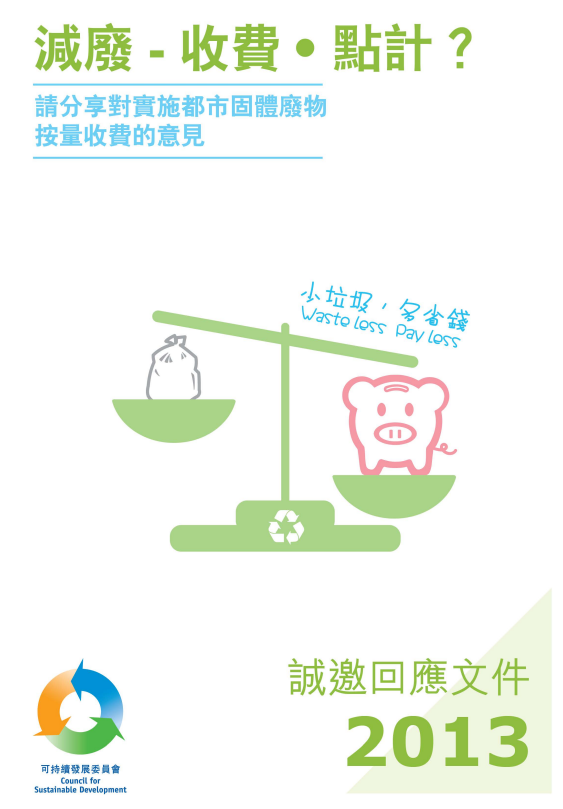 減廢 - 收費 • 點計？
請分享對實施都市固體廢物
按量收費的意見
小垃圾，多省錢
Waste less Pay less
誠邀回應文件
2013
可持續發展委員會
Council for
Sustainable Development